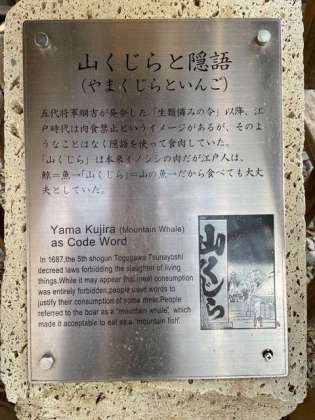 山くじらと隠語
(やまくじらといんご)
五代将軍綱吉が発令した「生類憐みの令」以降、江
戸時代は肉食禁止というイメージがあるが、そのよ
うなことはなく隠語を使って食肉していた。
「山くじら」は本来イノシシの肉だが江戸人は、
鯨＝魚→「山くじら」＝山の魚→だから食べても大丈
夫としていた。
Yama Kujira (Mountain Whale)
as Code Word
In 1687,the 5th shogun Togugawa Tsunayoshi
decreed laws forbidding the slaughter of living
things.While it may appear that meat consumption
was entirely forbidden,people used words to
justify their consumption of some meat.People
referred to the boar as a "mountain whale", which
made it acceptable to eat as a "mountain fish".
山くじら